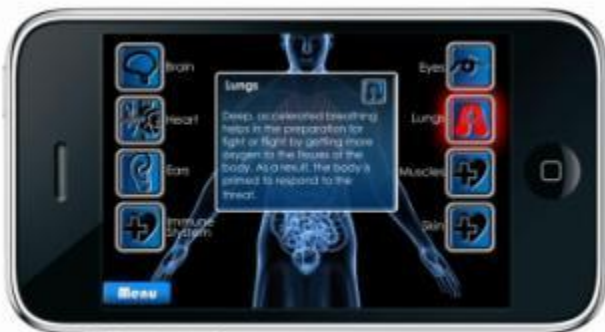 Brain
Heart
Ears
Immune
System
Lungs
Deep, accelerated breathing
helps in the preparation for
fight or flight by getting more
oxygen to the tissues of the
body. As a result, the body is
primed to respond to the
threat.
Eyes
Lungs
Muscles
Skin
Menu